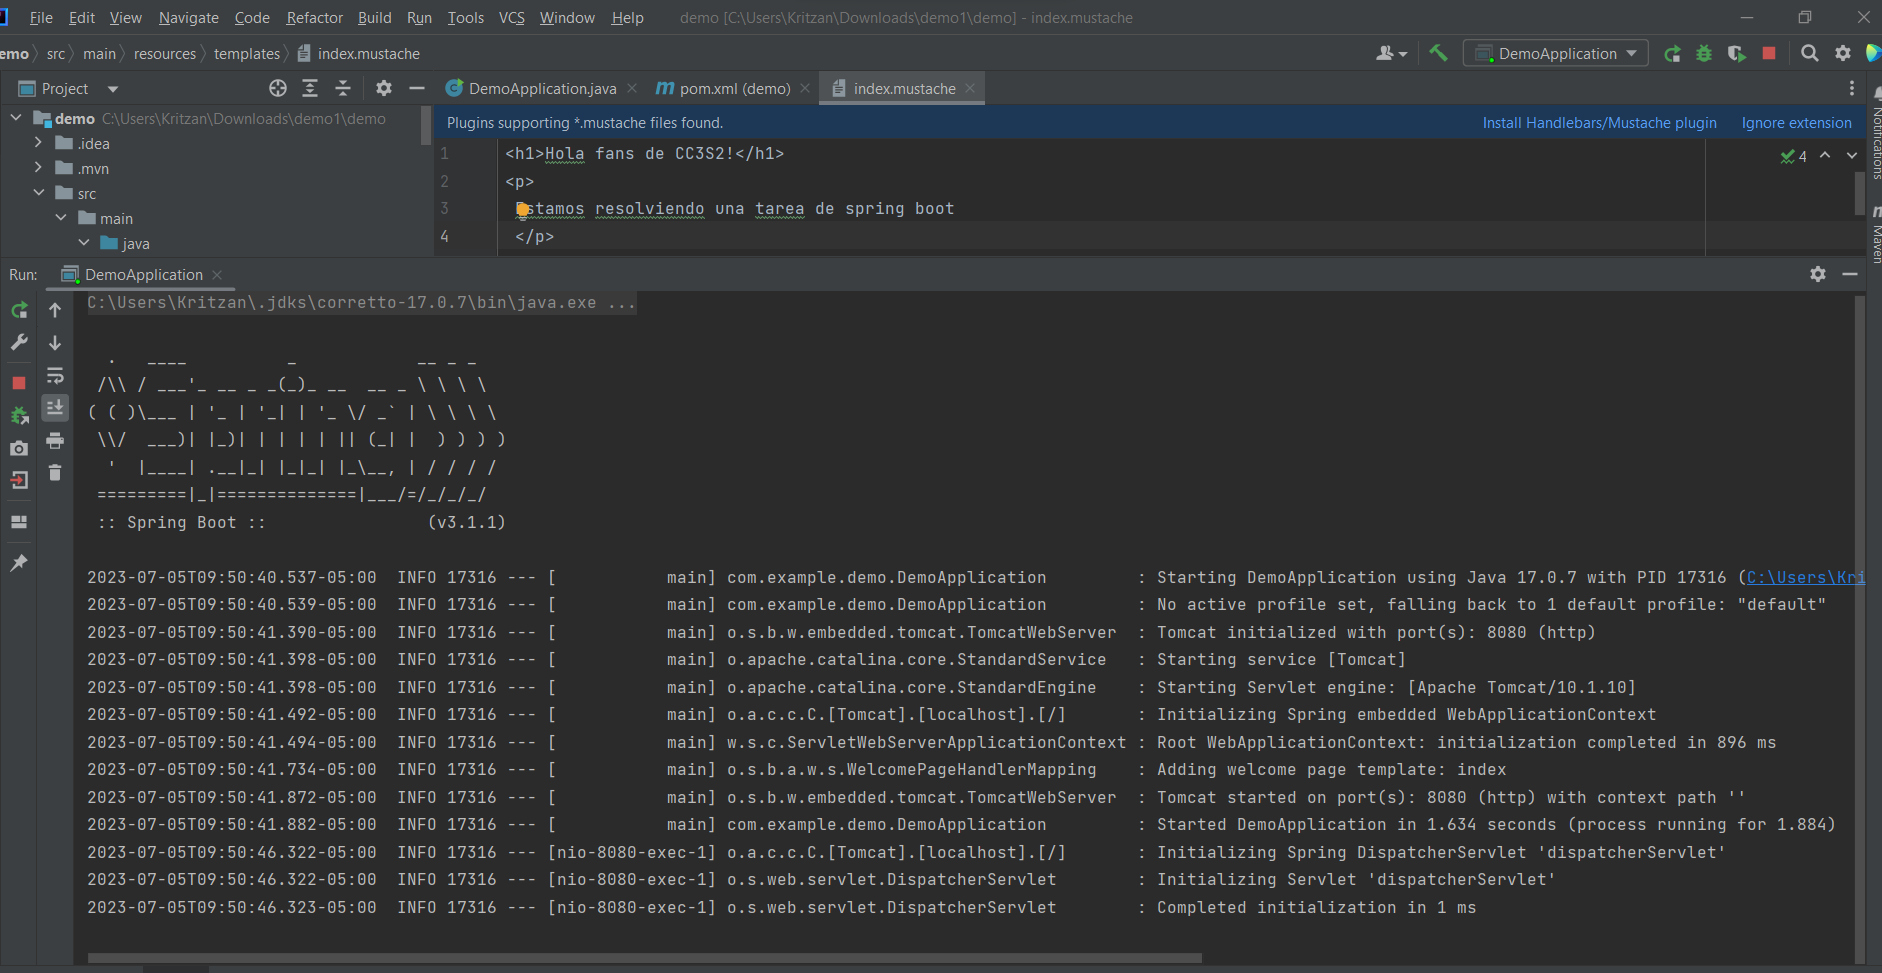 File Edit View Navigate Code Refactor Build Run Tools VCS Window Help demo [C:\Users\Kritzan\Downloads\demo1\demo] - index.mustache
emo src main resources templates index.mustache DemoApplication
Project DemoApplication.java pom.xml (demo) index.mustache
demo C:\Users\Kritzan\Downloads\demo1\demo
.idea
.mvn
src
main
java
Plugins supporting *.mustache files found. Install Handlebars/Mustache plugin Ignore extension
1 <h1>Hola fans de CC3S2!</h1>
2 <p>
3 Estamos resolviendo una tarea de spring boot
4 </p>
4
Notifications
Maven
Run: DemoApplication
C:\Users\Kritzan\.jdks\corretto-17.0.7\bin\java.exe ...
  .   ____          _            __ _ _
 /\\ / ___'_ __ _ _(_)_ __  __ _ \ \ \ \
( ( )\___ | '_ | '_| | '_ \/ _` | \ \ \ \
 \\/  ___)| |_)| | | | | || (_| |  ) ) ) )
  '  |____| .__|_| |_|_| |_\__, | / / / /
 =========|_|==============|___/=/_/_/_/
 :: Spring Boot ::                (v3.1.1)
2023-07-05T09:50:40.537-05:00  INFO 17316 --- [           main] com.example.demo.DemoApplication         : Starting DemoApplication using Java 17.0.7 with PID 17316 (C:\Users\Kri
2023-07-05T09:50:40.539-05:00  INFO 17316 --- [           main] com.example.demo.DemoApplication         : No active profile set, falling back to 1 default profile: "default"
2023-07-05T09:50:41.390-05:00  INFO 17316 --- [           main] o.s.b.w.embedded.tomcat.TomcatWebServer  : Tomcat initialized with port(s): 8080 (http)
2023-07-05T09:50:41.398-05:00  INFO 17316 --- [           main] o.apache.catalina.core.StandardService   : Starting service [Tomcat]
2023-07-05T09:50:41.398-05:00  INFO 17316 --- [           main] o.apache.catalina.core.StandardEngine    : Starting Servlet engine: [Apache Tomcat/10.1.10]
2023-07-05T09:50:41.492-05:00  INFO 17316 --- [           main] o.a.c.c.C.[Tomcat].[localhost].[/]       : Initializing Spring embedded WebApplicationContext
2023-07-05T09:50:41.494-05:00  INFO 17316 --- [           main] w.s.c.ServletWebServerApplicationContext : Root WebApplicationContext: initialization completed in 896 ms
2023-07-05T09:50:41.734-05:00  INFO 17316 --- [           main] o.s.b.a.w.s.WelcomePageHandlerMapping    : Adding welcome page template: index
2023-07-05T09:50:41.872-05:00  INFO 17316 --- [           main] o.s.b.w.embedded.tomcat.TomcatWebServer  : Tomcat started on port(s): 8080 (http) with context path ''
2023-07-05T09:50:41.882-05:00  INFO 17316 --- [           main] com.example.demo.DemoApplication         : Started DemoApplication in 1.634 seconds (process running for 1.884)
2023-07-05T09:50:46.322-05:00  INFO 17316 --- [nio-8080-exec-1] o.a.c.c.C.[Tomcat].[localhost].[/]       : Initializing Spring DispatcherServlet 'dispatcherServlet'
2023-07-05T09:50:46.322-05:00  INFO 17316 --- [nio-8080-exec-1] o.s.web.servlet.DispatcherServlet        : Initializing Servlet 'dispatcherServlet'
2023-07-05T09:50:46.323-05:00  INFO 17316 --- [nio-8080-exec-1] o.s.web.servlet.DispatcherServlet        : Completed initialization in 1 ms